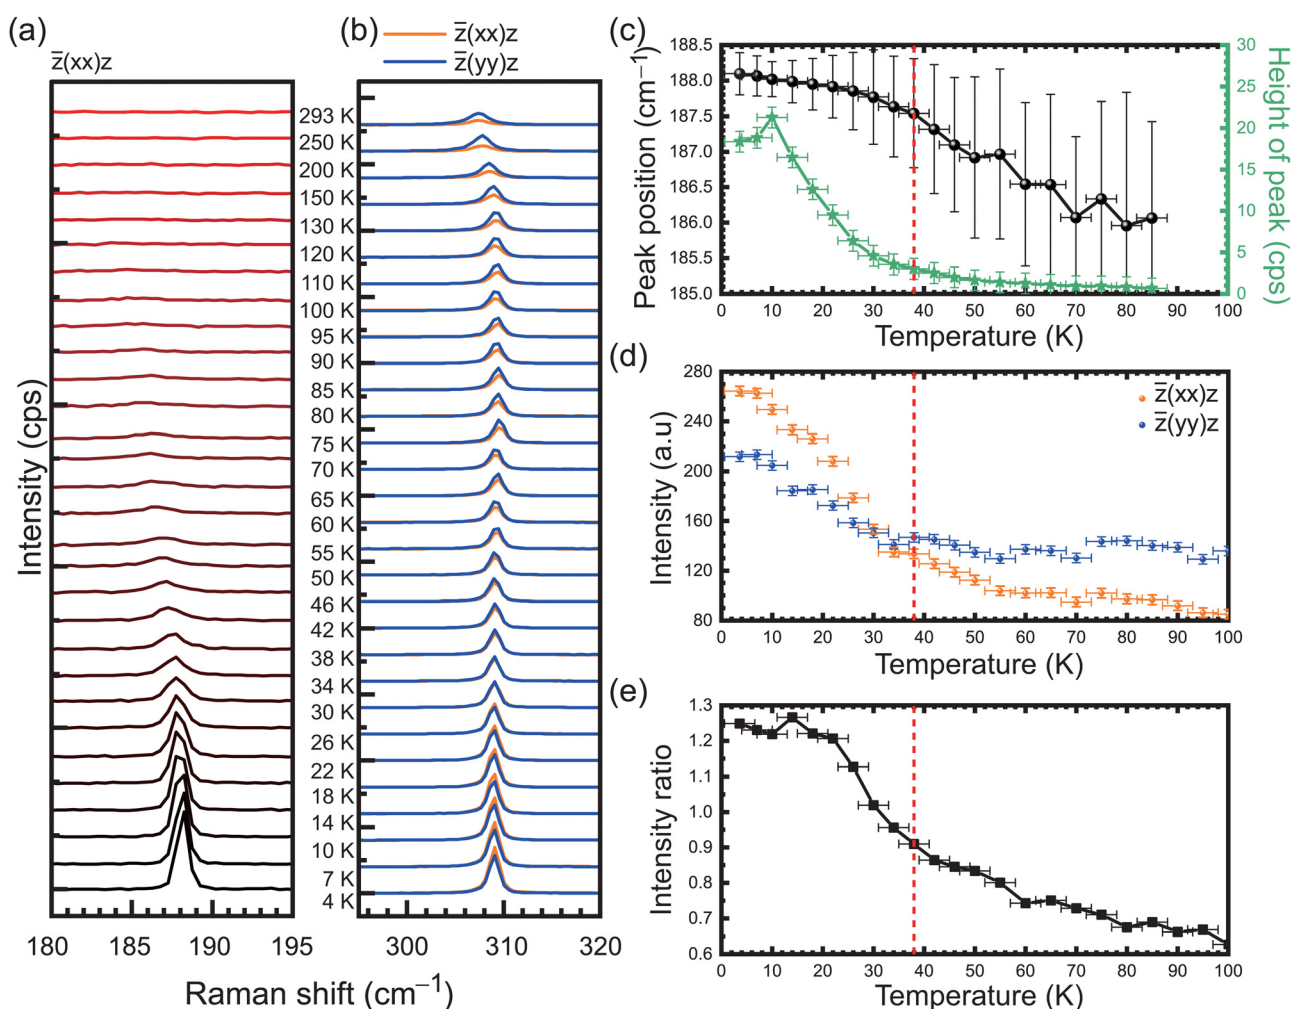 (a)
z̅(xx)z
Intensity (cps)
180 185 190 195
293 K
250 K
200 K
150 K
130 K
120 K
110 K
100 K
95 K
90 K
85 K
80 K
75 K
70 K
65 K
60 K
55 K
50 K
46 K
42 K
38 K
34 K
30 K
26 K
22 K
18 K
14 K
10 K
7 K
4 K
(b)
z̅(xx)z
z̅(yy)z
300 310 320
Raman shift (cm⁻¹)
(c)
Peak position (cm⁻¹)
188.5
188.0
187.5
187.0
186.5
186.0
185.5
185.0
30
25
20
15
10
5
0
Height of peak (cps)
0 10 20 30 40 50 60 70 80 90 100
Temperature (K)
(d)
Intensity (a.u)
280
240
200
160
120
80
z̅(xx)z
z̅(yy)z
0 10 20 30 40 50 60 70 80 90 100
Temperature (K)
(e)
Intensity ratio
1.3
1.2
1.1
1.0
0.9
0.8
0.7
0.6
0 10 20 30 40 50 60 70 80 90 100
Temperature (K)